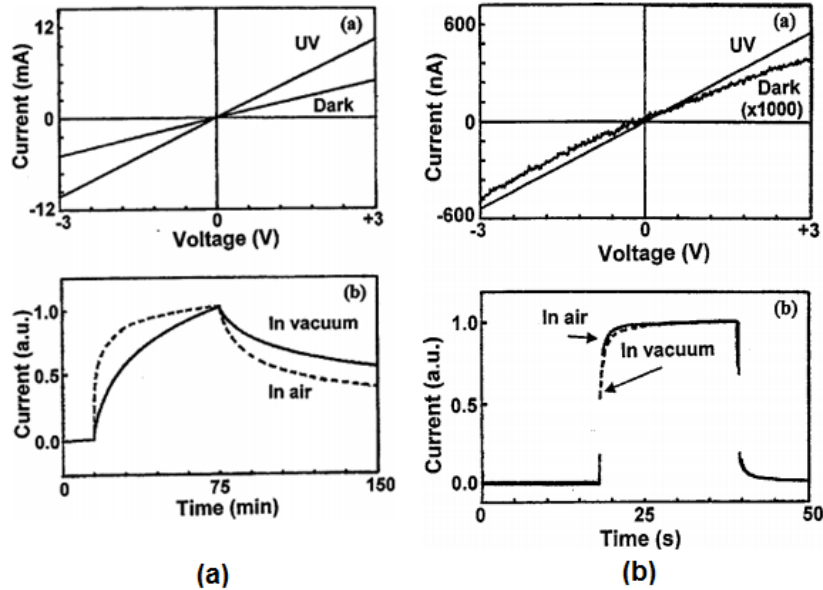 12
(a)
UV
Dark
0
-12
-3
0
+3
Current (mA)
Voltage (V)
(b)
1.0
In vacuum
0.5
In air
0.0
0
75
150
Current (a.u.)
Time (min)
(a)
600
(a)
UV
Dark
(x1000)
0
-600
-3
0
+3
Current (nA)
Voltage (V)
(b)
In air
1.0
In vacuum
0.5
0.0
0
25
50
Current (a.u.)
Time (s)
(b)